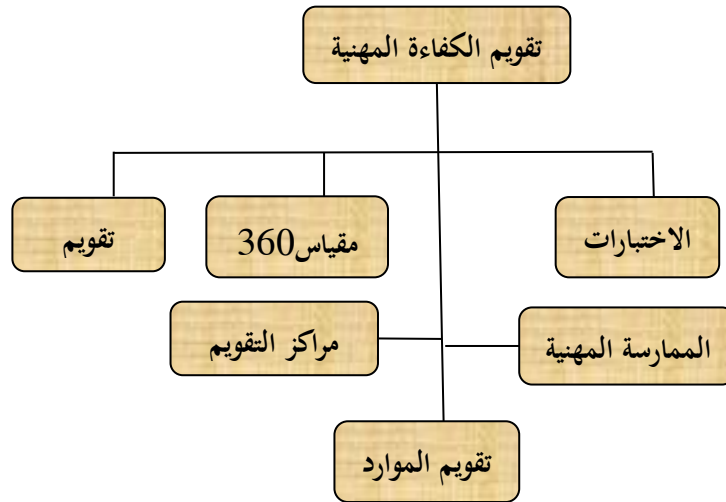 تقويم الكفاءة المهنية
الاختبارات
مقياس360
تقويم
الممارسة المهنية
مراكز التقويم
تقويم الموارد